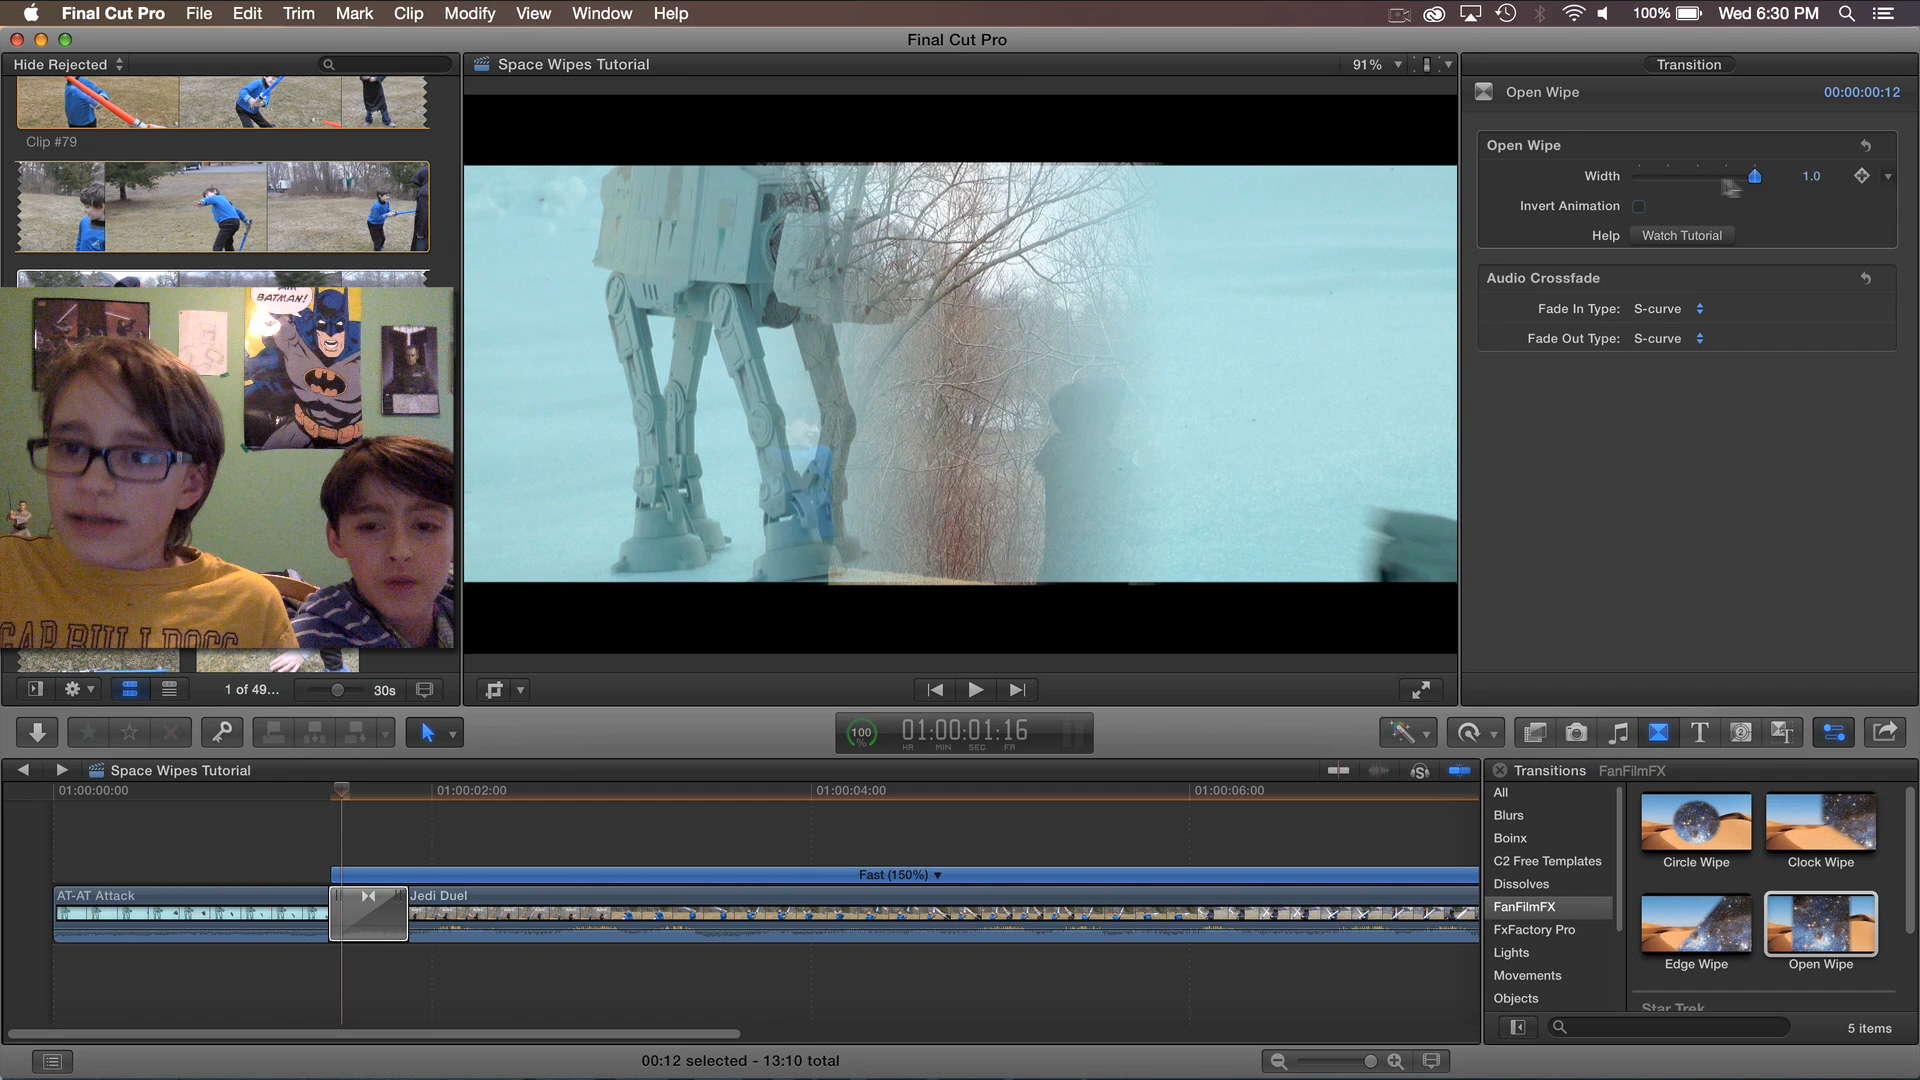 Final Cut Pro File Edit Trim Mark Clip Modify View Window Help 100% Wed 6:30 PM
Final Cut Pro
Hide Rejected
Space Wipes Tutorial 91%
Transition
Open Wipe 00:00:00:12
Clip #79
Open Wipe
Width 1.0
Invert Animation
Help Watch Tutorial
Audio Crossfade
Fade In Type: S-curve
Fade Out Type: S-curve
BATMAN!
1 of 49... 30s
100 % 01:00:01:16
HR MIN SEC FR
Space Wipes Tutorial
Transitions FanFilmFX
01:00:00:00 01:00:02:00 01:00:04:00 01:00:06:00
All
Blurs
Boinx
C2 Free Templates
Dissolves
FanFilmFX
FxFactory Pro
Lights
Movements
Objects
Circle Wipe Clock Wipe
Edge Wipe Open Wipe
Star Trek
Fast (150%)
AT-AT Attack Jedi Duel
5 items
00:12 selected - 13:10 total